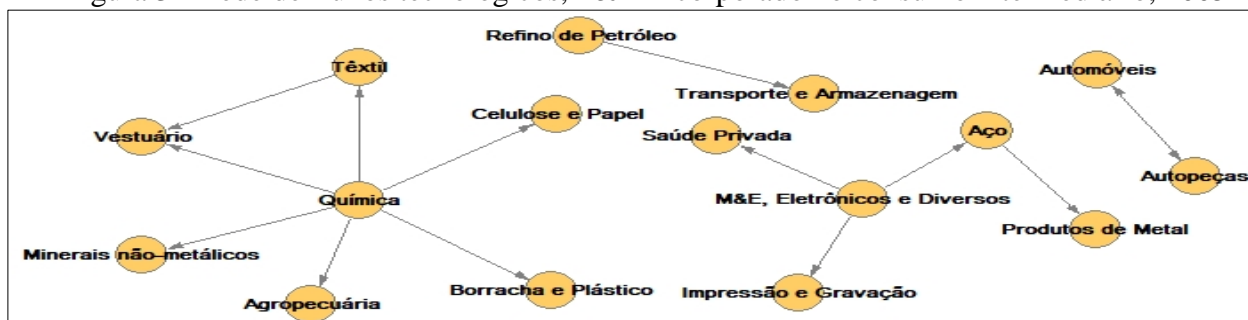 Refino de Petróleo
Têxtil
Automóveis
Transporte e Armazenagem
Celulose e Papel
Saúde Privada
Aço
Vestuário
Autopeças
Química
M&E, Eletrônicos e Diversos
Produtos de Metal
Minerais não-metálicos
Borracha e Plástico
Impressão e Gravação
Agropecuária